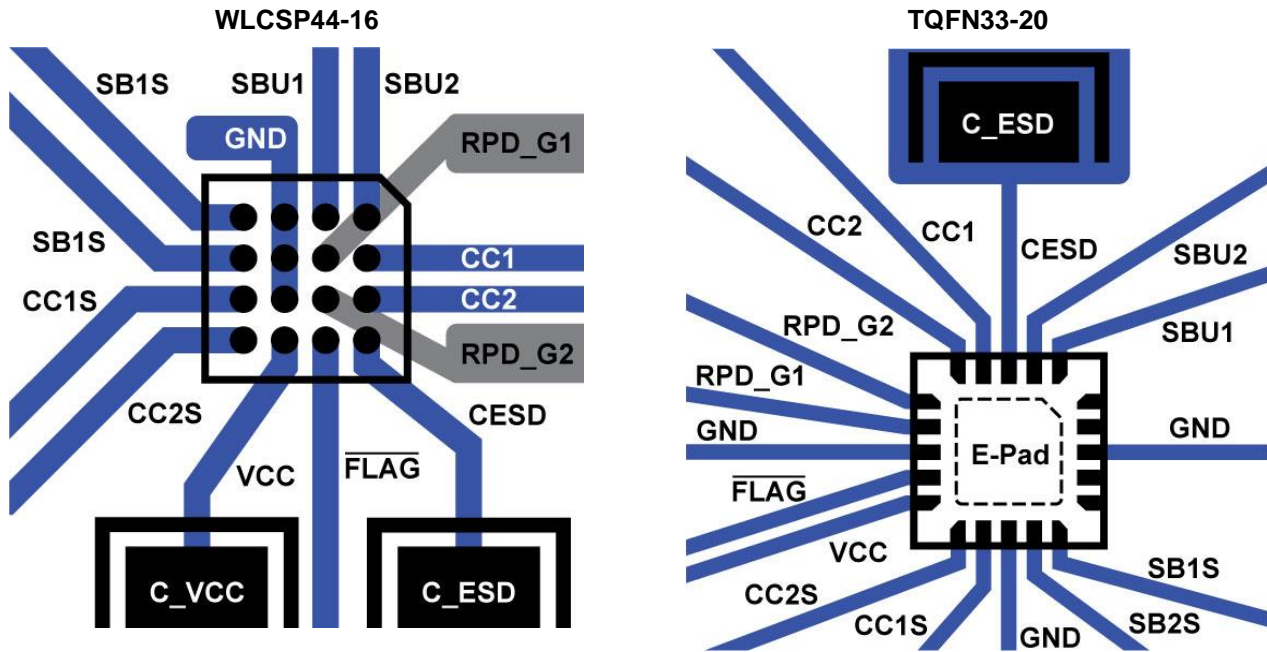 WLCSP44-16
SB1S
SBU1
SBU2
GND
RPD_G1
SB1S
CC1
CC1S
CC2
RPD_G2
CC2S
CESD
VCC
FLAG
C_VCC
C_ESD
TQFN33-20
C_ESD
CC2
CC1
CESD
SBU2
RPD_G2
SBU1
RPD_G1
GND
GND
E-Pad
FLAG
VCC
SB1S
CC2S
CC1S
GND
SB2S